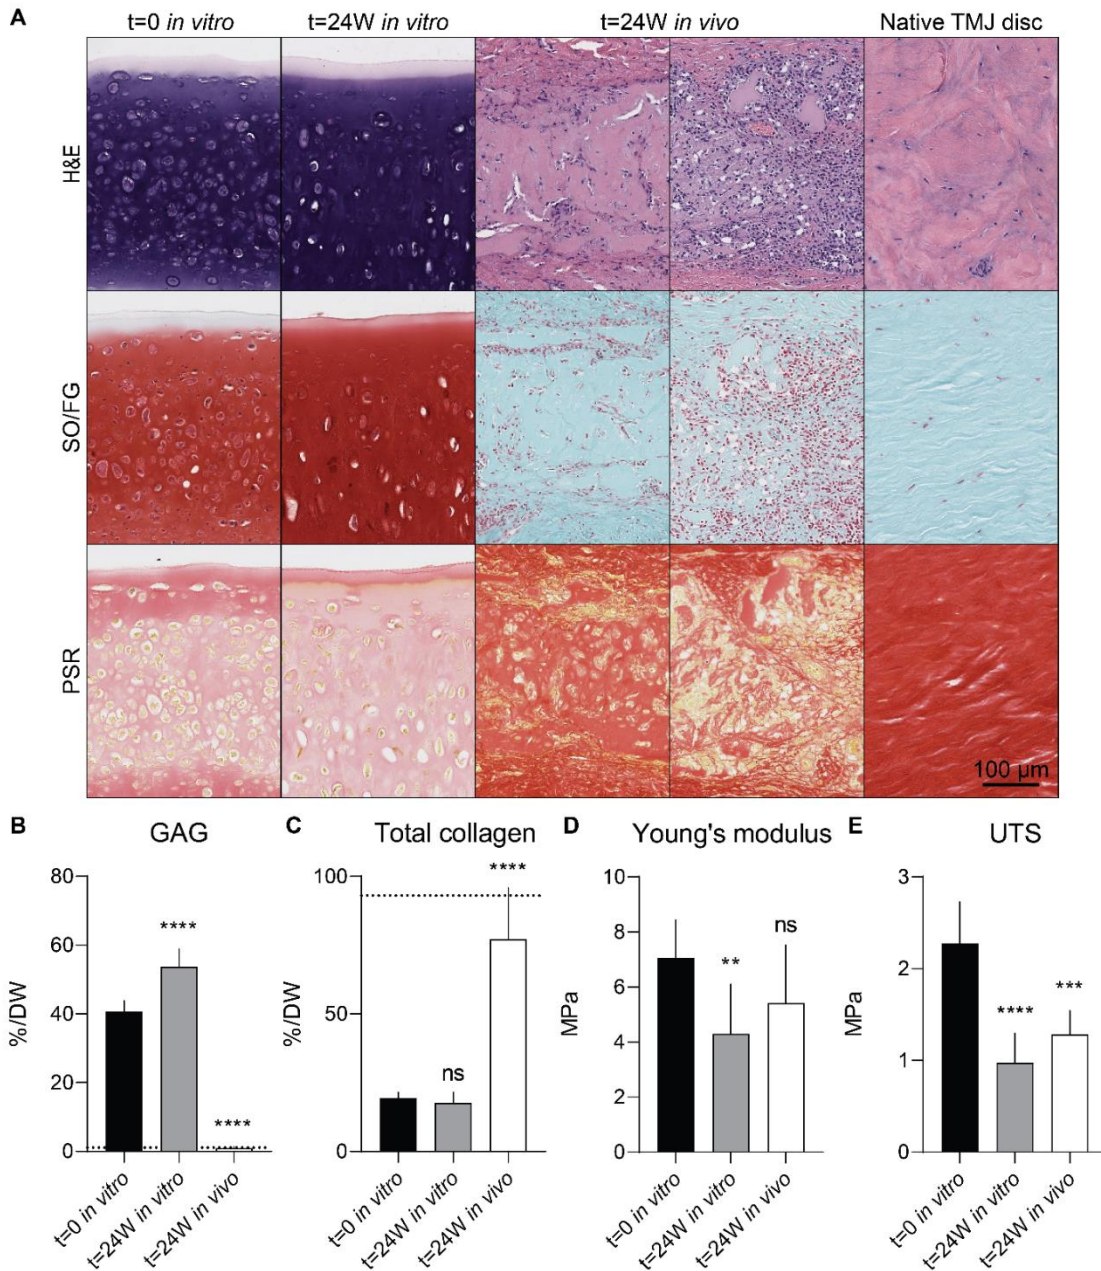 A
t=0 in vitro
t=24W in vitro
t=24W in vivo
Native TMJ disc
H&E
SO/FG
PSR
100 µm
B
GAG
%/DW
80
60
40
20
0
****
****
t=0 in vitro
t=24W in vitro
t=24W in vivo
C
Total collagen
%/DW
100
50
0
ns
****
t=0 in vitro
t=24W in vitro
t=24W in vivo
D
Young's modulus
MPa
10
8
6
4
2
0
**
ns
t=0 in vitro
t=24W in vitro
t=24W in vivo
E
UTS
MPa
3
2
1
0
****
***
t=0 in vitro
t=24W in vitro
t=24W in vivo